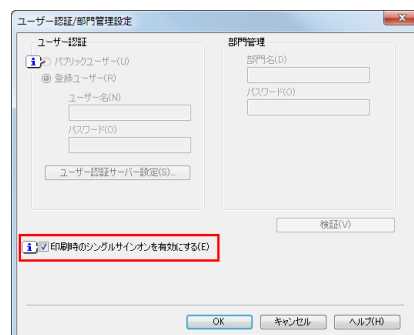 ユーザー認証/部門管理設定
ユーザー認証
パブリックユーザー(U)
登録ユーザー(R)
ユーザー名(N)
パスワード(O)
ユーザー認証サーバー設定(S)...
部門管理
部門名(D)
パスワード(O)
検証(V)
印刷時のシングルサインオンを有効にする(E)
OK
キャンセル
ヘルプ(H)